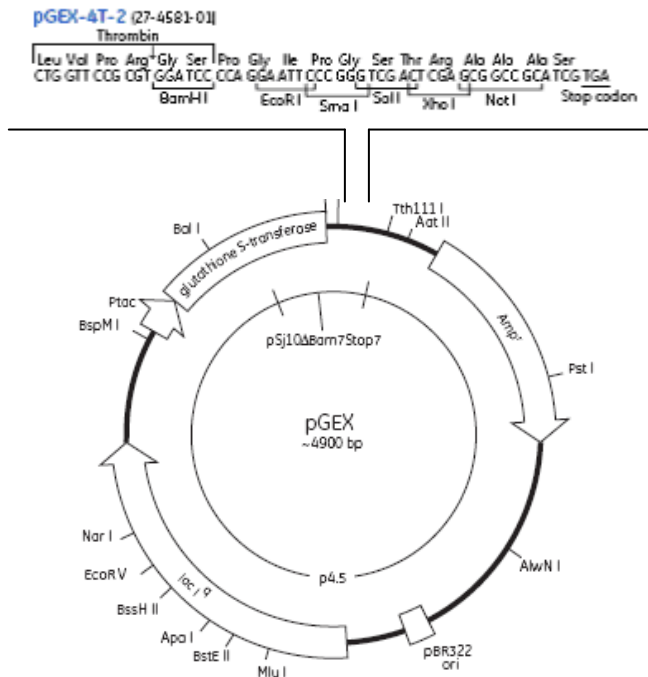 pGEX-4T-2 (27-4581-01)
Thrombin
Leu Val Pro Arg Gly Ser Pro Gly Ile Pro Gly Ser Thr Arg Ala Ala Ala Ser
CTG GTT CCG CGT GGA TCC CCA GGA ATT CCC GGG TCG ACT CGA GCG GCC GCA TCG TGA
BamH I EcoR I Sma I Sal I Xho I Not I Stop codon
Tth111 I
Aat II
Bal I
glutathione S-transferase
Ptac
BspM I
Ampr
pSj10ΔBam7Stop7
Pst I
pGEX
~4900 bp
Nar I
EcoR V
BssH II
Apa I
BstE II
Mlu I
lac Iq
p4.5
AlwN I
pBR322
ori